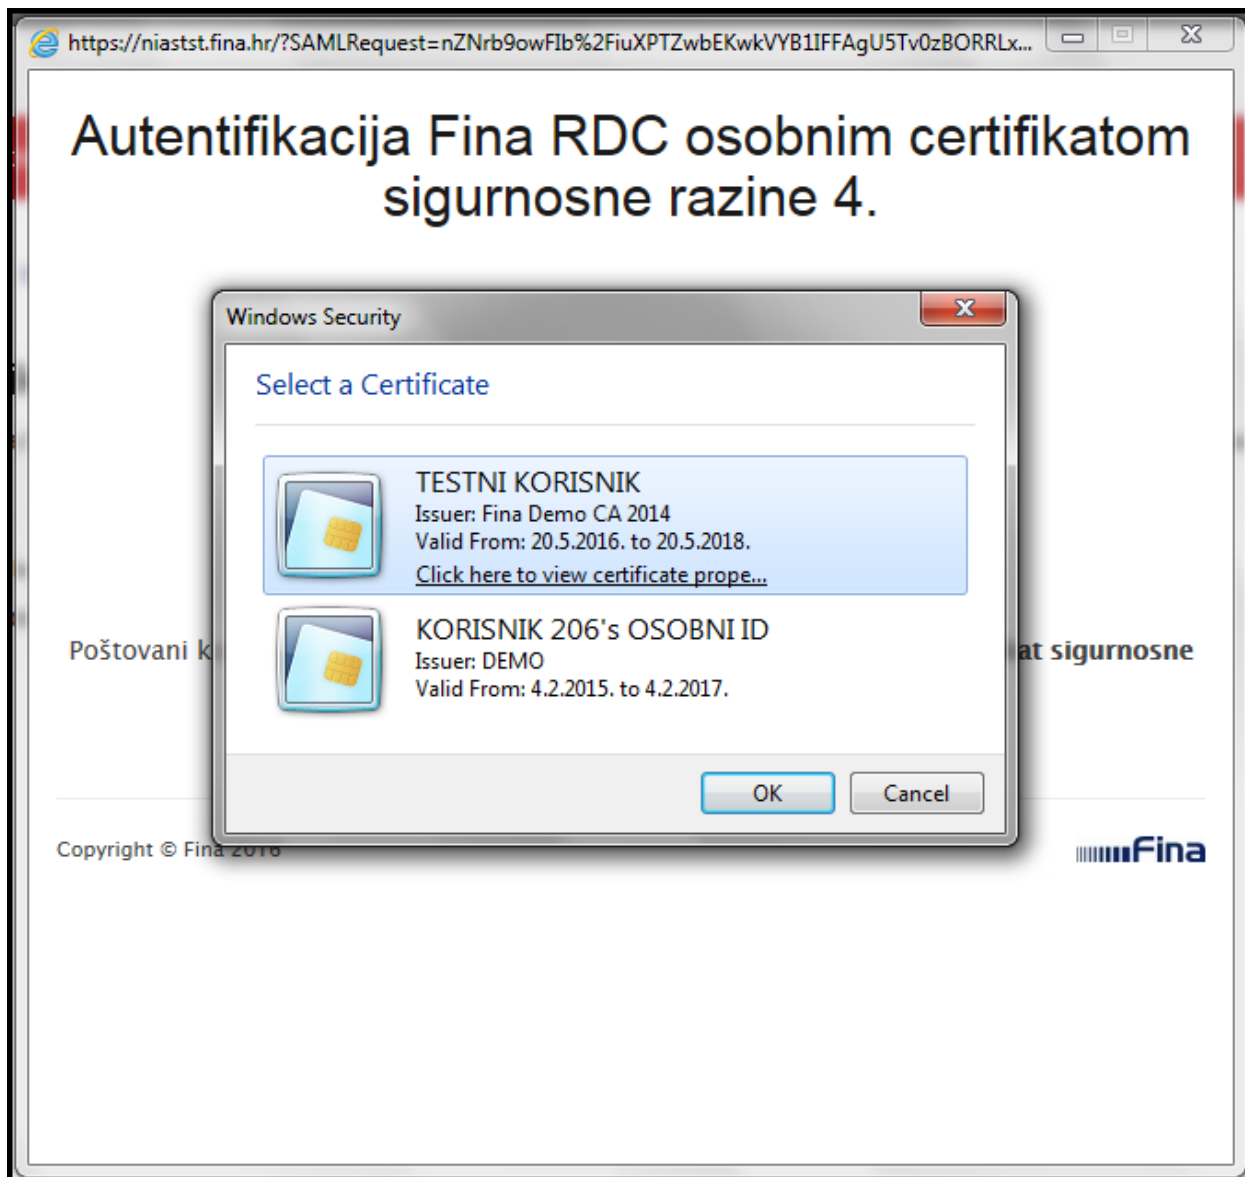 https://niastst.fina.hr/?SAMLRequest=nZNrb9owFIb%2FiuXPTZwbEKwkVYB1IFFAgU5Tv0zBORRLx...
Autentifikacija Fina RDC osobnim certifikatom
sigurnosne razine 4.
Windows Security
Select a Certificate
TESTNI KORISNIK
Issuer: Fina Demo CA 2014
Valid From: 20.5.2016. to 20.5.2018.
Click here to view certificate prope...
KORISNIK 206's OSOBNI ID
Issuer: DEMO
Valid From: 4.2.2015. to 4.2.2017.
Poštovani k at sigurnosne
OK Cancel
Copyright © Fina 2016
Fina